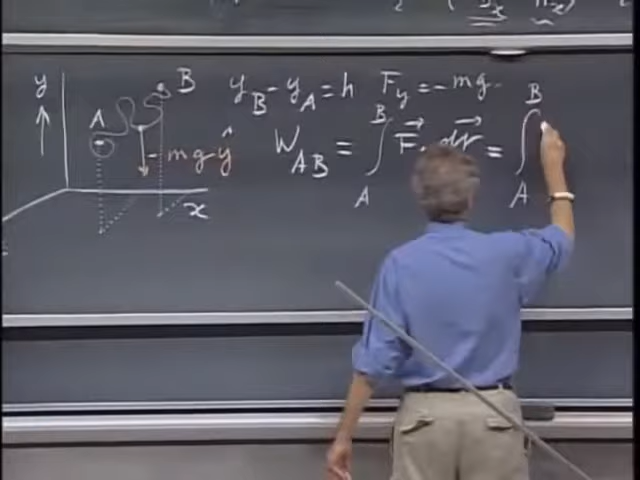 y B y_B - y_A = h F_y = -mg.
A
-mgŷ W_AB = ∫_A^B F⃗ · dr⃗ = ∫_A^B
x